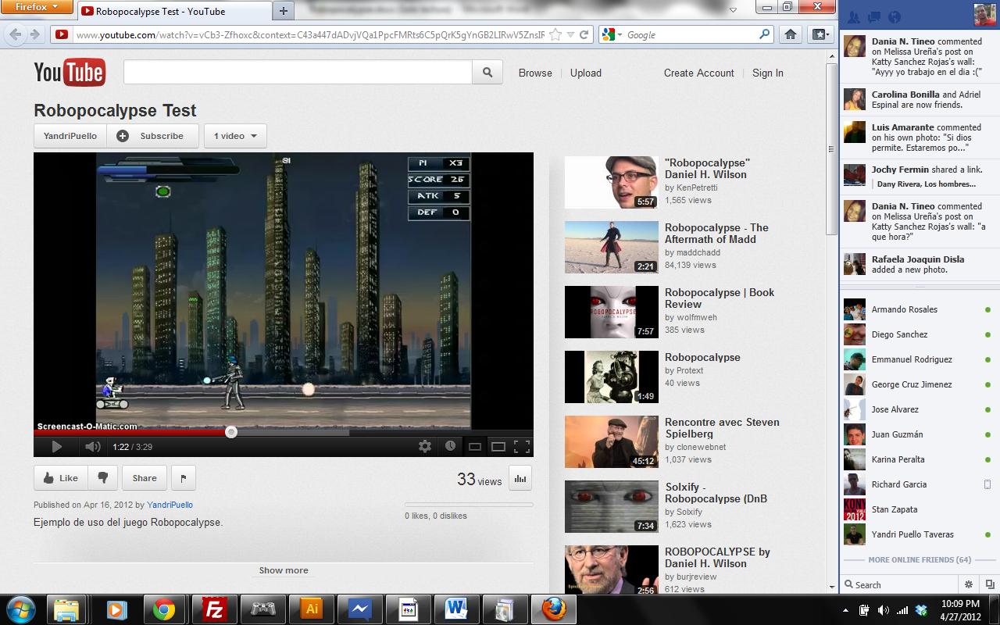 Firefox
Robopocalypse Test - YouTube
www.youtube.com/watch?v=vCb3-Zfhoxc&context=C43a447dADvjVQa1PpcFMRts6C5pQrK5gYnGB2LIRwV5ZnsIF
Google
YouTube
Browse
Upload
Create Account
Sign In
Robopocalypse Test
YandriPuello
Subscribe
1 video
P1 X3
SCORE 26
ATK 5
DEF 0
Screencast-O-Matic.com
1:22 / 3:29
Like
Share
33 views
Published on Apr 16, 2012 by YandriPuello
Ejemplo de uso del juego Robopocalypse.
0 likes, 0 dislikes
Show more
5:57
"Robopocalypse"
Daniel H. Wilson
by KenPetretti
1,565 views
2:21
Robopocalypse - The
Aftermath of Madd
by maddchadd
84,139 views
ROBOPOCALYPSE
7:57
Robopocalypse | Book
Review
by wolfmweh
385 views
1:49
Robopocalypse
by Protext
40 views
45:12
Rencontre avec Steven
Spielberg
by clonewebnet
1,037 views
7:34
Solxify -
Robopocalypse (DnB
by Solxify
1,623 views
2:56
ROBOPOCALYPSE by
Daniel H. Wilson
by burjreview
612 views
Dania N. Tineo commented
on Melissa Ureña's post on
Katty Sanchez Rojas's wall:
"Ayyy yo trabajo en el dia :("
Carolina Bonilla and Adriel
Espinal are now friends.
Luis Amarante commented
on his own photo: "Si dios
permite. Estaremos po..."
Jochy Fermin shared a link.
Dany Rivera, Los hombres...
Dania N. Tineo commented
on Melissa Ureña's post on
Katty Sanchez Rojas's wall: "a
que hora?"
Rafaela Joaquin Disla
added a new photo.
Armando Rosales
Diego Sanchez
Emmanuel Rodriguez
George Cruz Jimenez
Jose Alvarez
Juan Guzmán
Karina Peralta
Richard Garcia
KONY
2012
Stan Zapata
Yandri Puello Taveras
MORE ONLINE FRIENDS (64)
Search
Fz
Ai
W
10:09 PM
4/27/2012